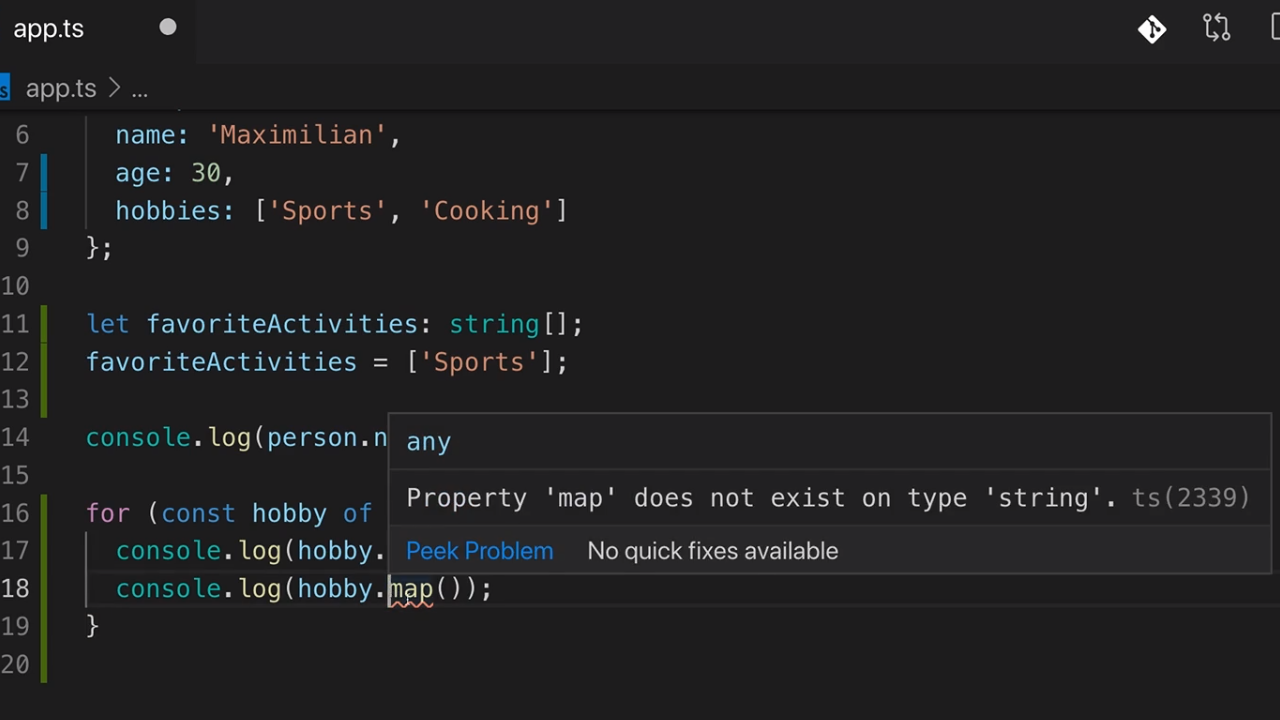 app.ts
app.ts > ...
6 name: 'Maximilian',
7 age: 30,
8 hobbies: ['Sports', 'Cooking']
9 };
10
11 let favoriteActivities: string[];
12 favoriteActivities = ['Sports'];
13
14 console.log(person.n
any
15
Property 'map' does not exist on type 'string'. ts(2339)
16 for (const hobby of
17 console.log(hobby.
Peek Problem No quick fixes available
18 console.log(hobby.map());
19 }
20